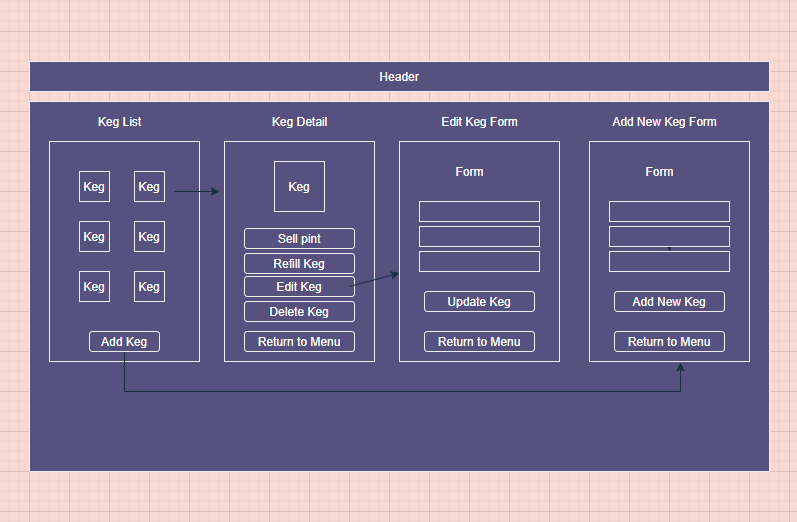 Header
Keg List
Keg Detail
Edit Keg Form
Add New Keg Form
Keg
Keg
Keg
Keg
Keg
Keg
Add Keg
Keg
Sell pint
Refill Keg
Edit Keg
Delete Keg
Return to Menu
Form
Update Keg
Return to Menu
Form
Add New Keg
Return to Menu